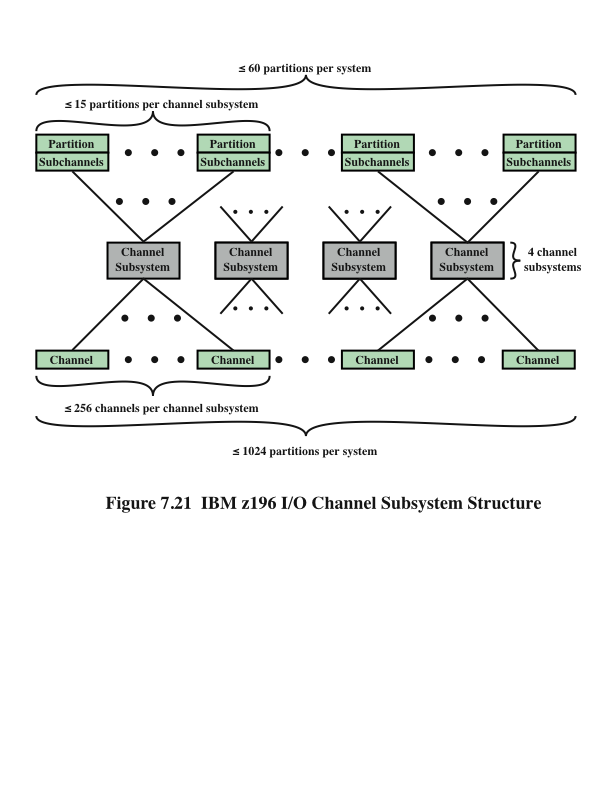 ≤ 60 partitions per system
≤ 15 partitions per channel subsystem
Partition
Subchannels
Partition
Subchannels
Partition
Subchannels
Partition
Subchannels
Channel
Subsystem
Channel
Subsystem
Channel
Subsystem
Channel
Subsystem
4 channel
subsystems
Channel
Channel
Channel
Channel
≤ 256 channels per channel subsystem
≤ 1024 partitions per system
Figure 7.21 IBM z196 I/O Channel Subsystem Structure